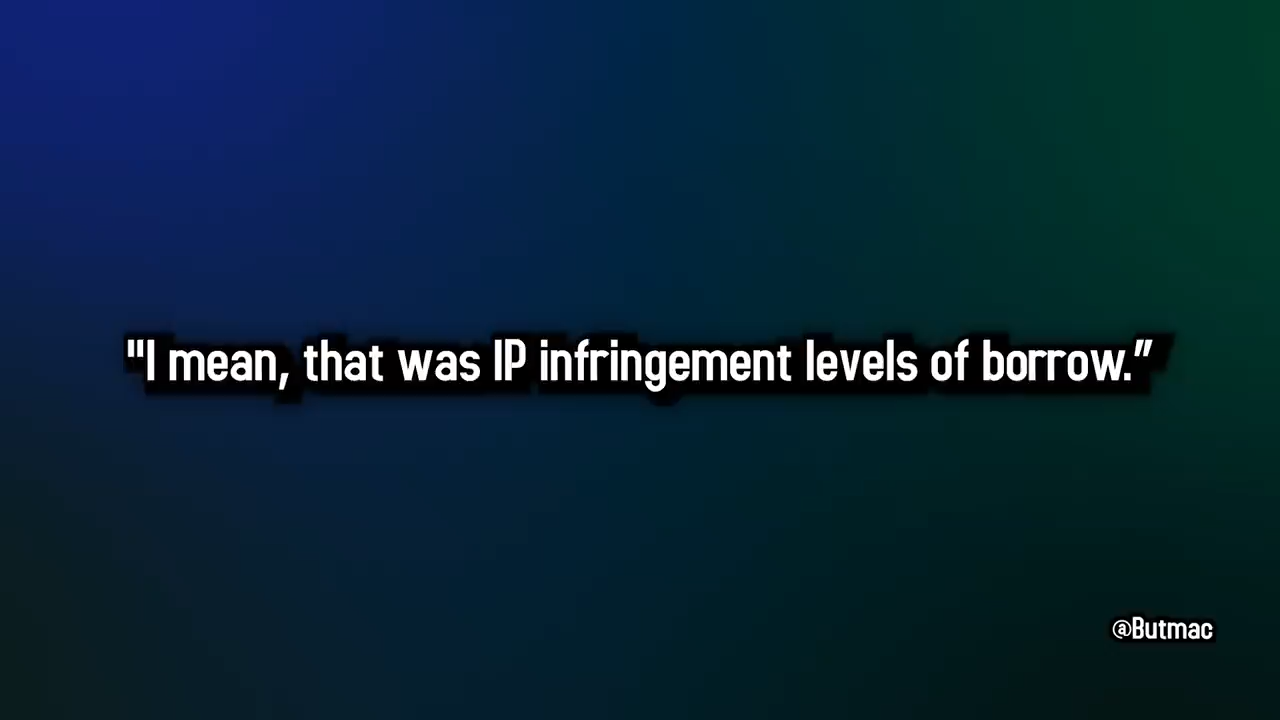 "I mean, that was IP infringement levels of borrow.”
@Butmac